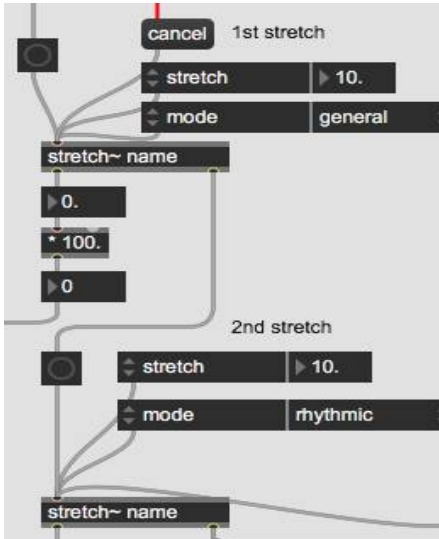 cancel 1st stretch
stretch 10.
mode general
stretch~ name
0.
* 100.
0
2nd stretch
stretch 10.
mode rhythmic
stretch~ name